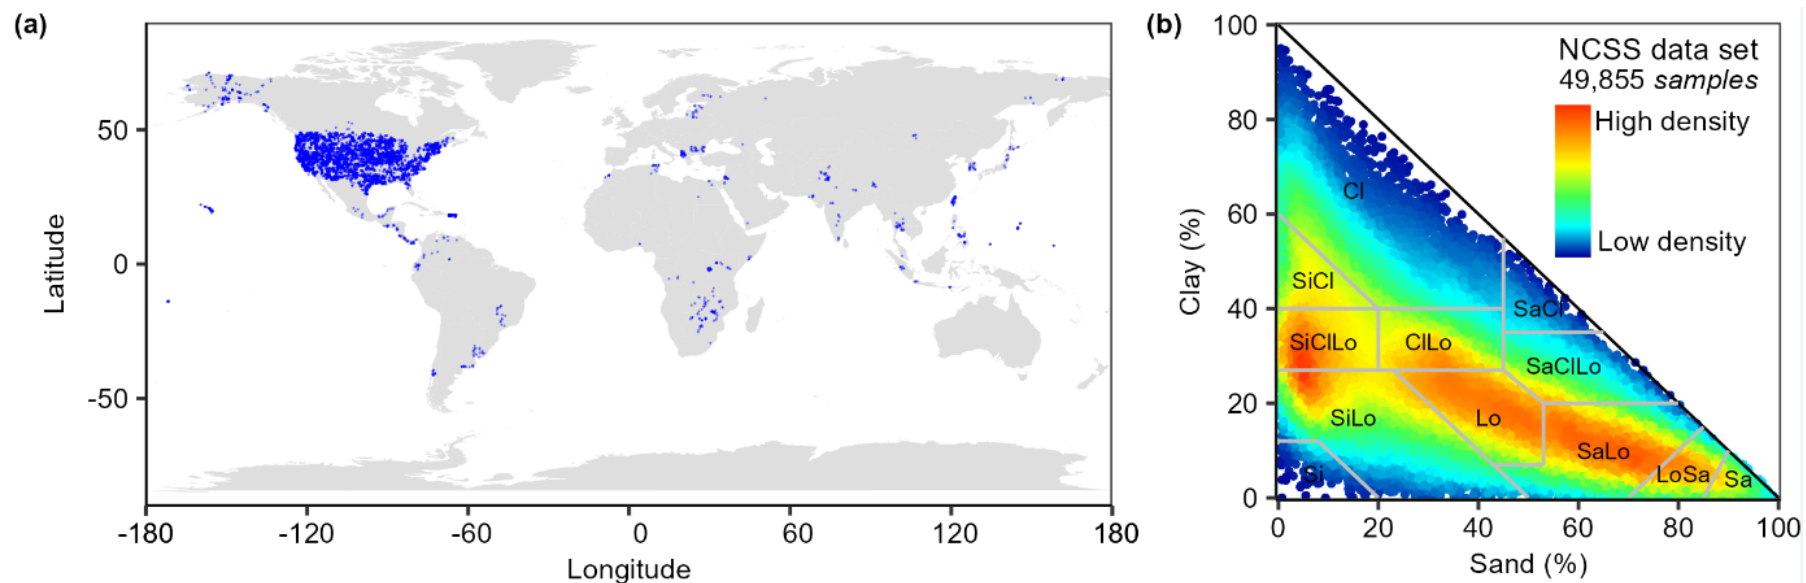 (a)
50
0
-50
Latitude
-180
-120
-60
0
60
120
180
Longitude
(b)
100
80
60
40
20
0
Clay (%)
NCSS data set
49,855 samples
High density
Low density
Cl
SiCl
SaCl
SiClLo
ClLo
SaClLo
SiLo
Lo
SaLo
Si
LoSa
Sa
0
20
40
60
80
100
Sand (%)